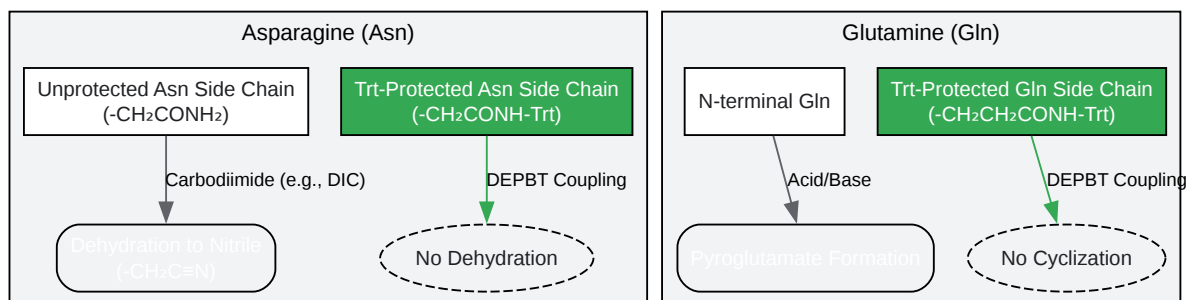 Asparagine (Asn)
Unprotected Asn Side Chain
(-CH₂CONH₂)
Trt-Protected Asn Side Chain
(-CH₂CONH-Trt)
Carbodiimide (e.g., DIC)
DEPBT Coupling
Dehydration to Nitrile
(-CH₂C≡N)
No Dehydration
Glutamine (Gln)
N-terminal Gln
Trt-Protected Gln Side Chain
(-CH₂CH₂CONH-Trt)
Acid/Base
DEPBT Coupling
Pyroglutamate Formation
No Cyclization